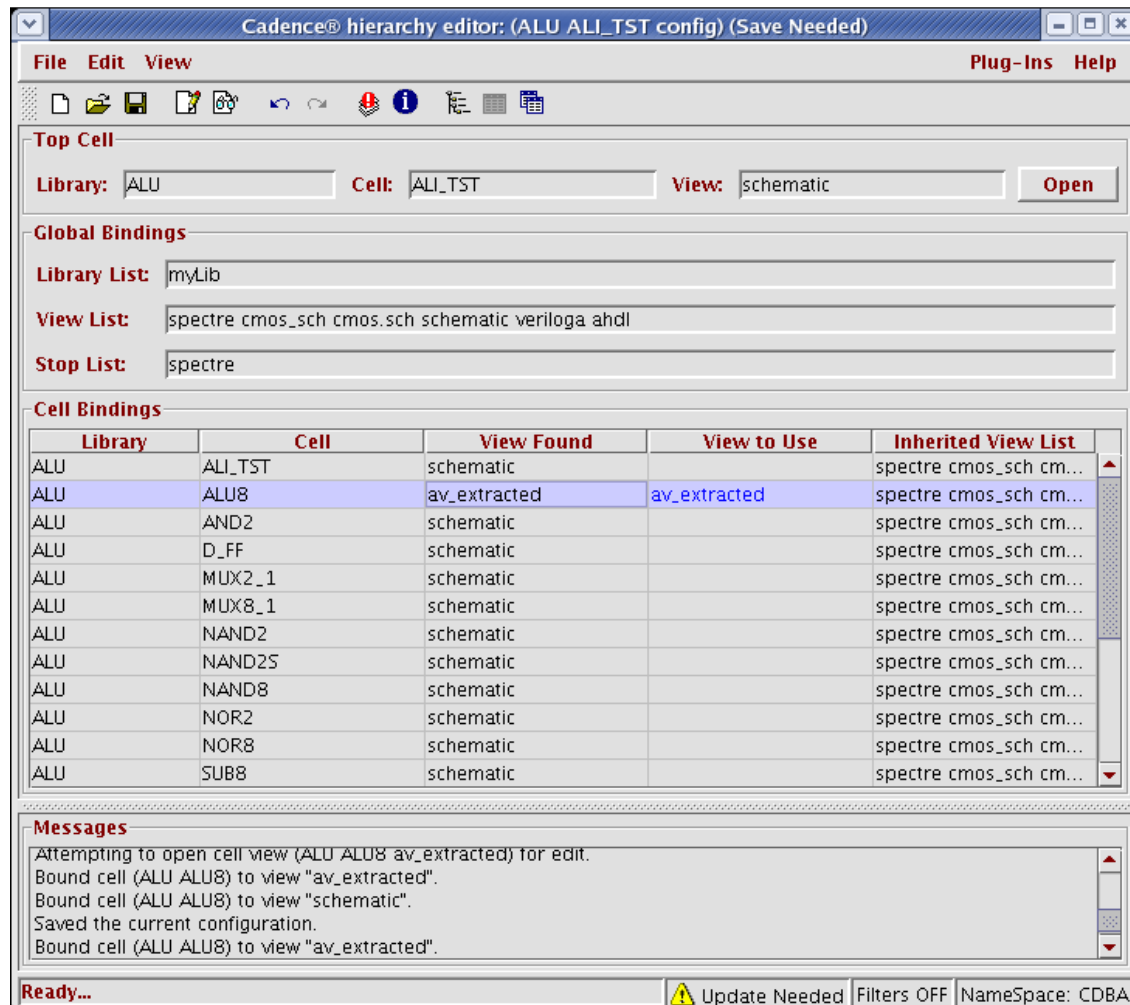 Cadence® hierarchy editor: (ALU ALI_TST config) (Save Needed)
File Edit View Plug-Ins Help
Top Cell
Library: ALU Cell: ALI_TST View: schematic Open
Global Bindings
Library List: myLib
View List: spectre cmos_sch cmos.sch schematic veriloga ahdl
Stop List: spectre
Cell Bindings
Library Cell View Found View to Use Inherited View List
ALU ALI_TST schematic spectre cmos_sch cm...
ALU ALU8 av_extracted av_extracted spectre cmos_sch cm...
ALU AND2 schematic spectre cmos_sch cm...
ALU D_FF schematic spectre cmos_sch cm...
ALU MUX2_1 schematic spectre cmos_sch cm...
ALU MUX8_1 schematic spectre cmos_sch cm...
ALU NAND2 schematic spectre cmos_sch cm...
ALU NAND2S schematic spectre cmos_sch cm...
ALU NAND8 schematic spectre cmos_sch cm...
ALU NOR2 schematic spectre cmos_sch cm...
ALU NOR8 schematic spectre cmos_sch cm...
ALU SUB8 schematic spectre cmos_sch cm...
Messages
Attempting to open cell view (ALU ALU8 av_extracted) for edit.
Bound cell (ALU ALU8) to view "av_extracted".
Bound cell (ALU ALU8) to view "schematic".
Saved the current configuration.
Bound cell (ALU ALU8) to view "av_extracted".
Ready... Update Needed Filters OFF NameSpace: CDBA